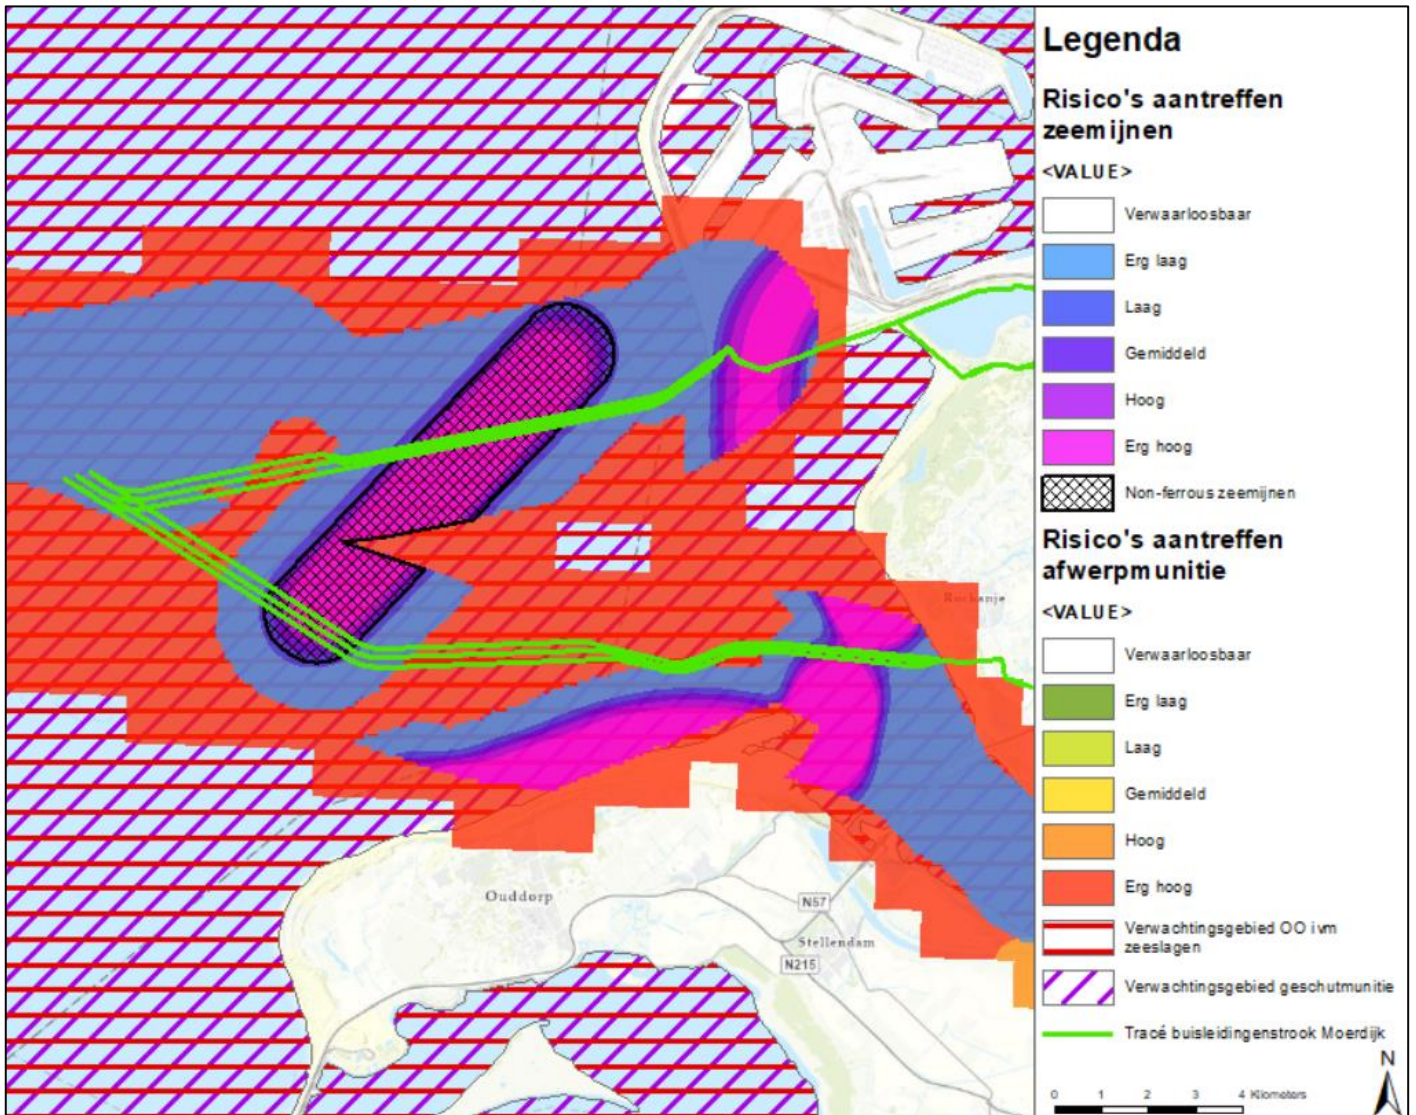 Legenda
Risico's aantreffen
zeemijnen
<VALUE>
Verwaarloosbaar
Erg laag
Laag
Gemiddeld
Hoog
Erg hoog
Non-ferrous zeemijnen
Risico's aantreffen
afwerpmunitie
<VALUE>
Verwaarloosbaar
Erg laag
Laag
Gemiddeld
Hoog
Erg hoog
Verwachtingsgebied OO ivm
zeeslagen
Verwachtingsgebied geschutmunitie
Tracé buisleidingenstrook Moerdijk
N
0 1 2 3 4 Kilometers
Rockanje
Ouddorp
N57
Stellendam
N215